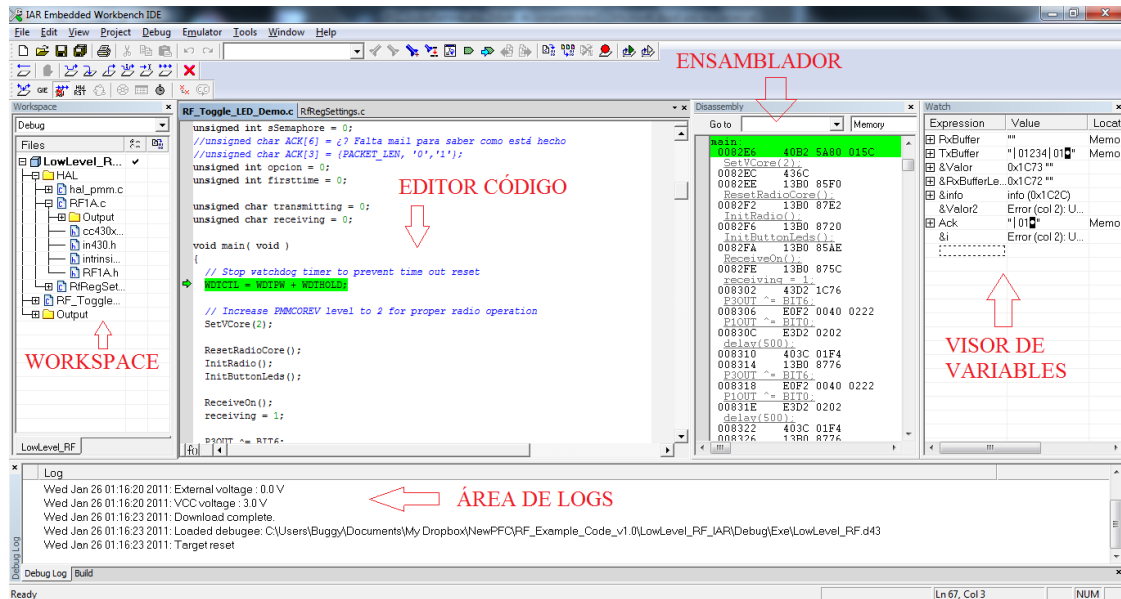 IAR Embedded Workbench IDE
File Edit View Project Debug Emulator Tools Window Help
ENSAMBLADOR
Workspace
Debug
Files
LowLevel_R...
HAL
hal_pmm.c
RF1A.c
Output
cc430x...
in430.h
intrinsi...
RF1A.h
RfRegSet...
RF_Toggle...
Output
WORKSPACE
LowLevel_RF
RF_Toggle_LED_Demo.c RfRegSettings.c
unsigned int sSemaphore = 0;
//unsigned char ACK[6] = ¿? Falta mail para saber como está hecho
//unsigned char ACK[3] = {PACKET_LEN, '0','1'};
unsigned int opcion = 0;
unsigned int firsttime = 0;
EDITOR CÓDIGO
unsigned char transmitting = 0;
unsigned char receiving = 0;
void main( void )
{
// Stop watchdog timer to prevent time out reset
WDTCTL = WDTPW + WDTHOLD;
// Increase PMMCOREV level to 2 for proper radio operation
SetVCore(2);
ResetRadioCore();
InitRadio();
InitButtonLeds();
ReceiveOn();
receiving = 1;
P3OUT ^= BIT6;
Disassembly
Go to Memory
main:
0082E6 40B2 5A80 015C
SetVCore(2);
0082EC 436C
0082EE 13B0 85F0
ResetRadioCore();
0082F2 13B0 87E2
InitRadio();
0082F6 13B0 8720
InitButtonLeds();
0082FA 13B0 85AE
ReceiveOn();
0082FE 13B0 875C
receiving = 1;
008302 43D2 1C76
P3OUT ^= BIT6;
008306 E0F2 0040 0222
P1OUT ^= BIT0;
00830C E3D2 0202
delay(500);
008310 403C 01F4
008314 13B0 8776
P3OUT ^= BIT6;
008318 E0F2 0040 0222
P1OUT ^= BIT0;
00831E E3D2 0202
delay(500);
008322 403C 01F4
008326 13B0 8776
Watch
Expression Value Locat
RxBuffer "" Memo
TxBuffer "| 01234| 01" Memo
&Valor 0x1C73 ""
&RxBufferLe... 0x1C72 ""
&info info (0x1C2C)
&Valor2 Error (col 2): U...
Ack "| 01" Memo
&i Error (col 2): U...
VISOR DE
VARIABLES
Log
Wed Jan 26 01:16:20 2011: External voltage : 0.0 V
Wed Jan 26 01:16:20 2011: VCC voltage : 3.0 V
Wed Jan 26 01:16:23 2011: Download complete.
Wed Jan 26 01:16:23 2011: Loaded debugee: C:\Users\Buggy\Documents\My Dropbox\NewPFC\RF_Example_Code_v1.0\LowLevel_RF_IAR\Debug\Exe\LowLevel_RF.d43
Wed Jan 26 01:16:23 2011: Target reset
ÁREA DE LOGS
Debug Log
Debug Log Build
Ready Ln 67, Col 3 NUM